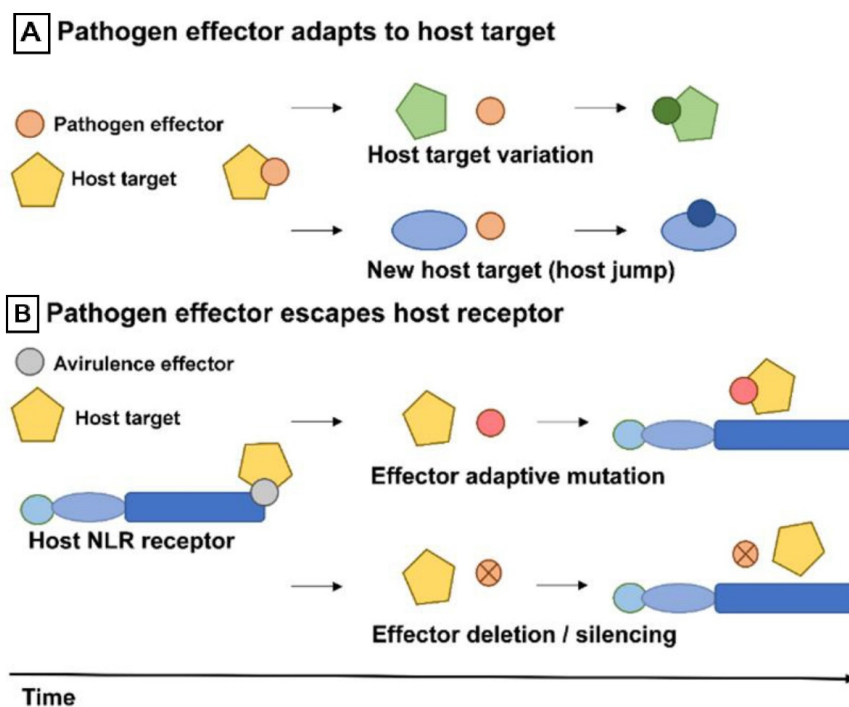 A Pathogen effector adapts to host target
Pathogen effector
Host target
Host target variation
New host target (host jump)
B Pathogen effector escapes host receptor
Avirulence effector
Host target
Host NLR receptor
Effector adaptive mutation
Effector deletion / silencing
Time